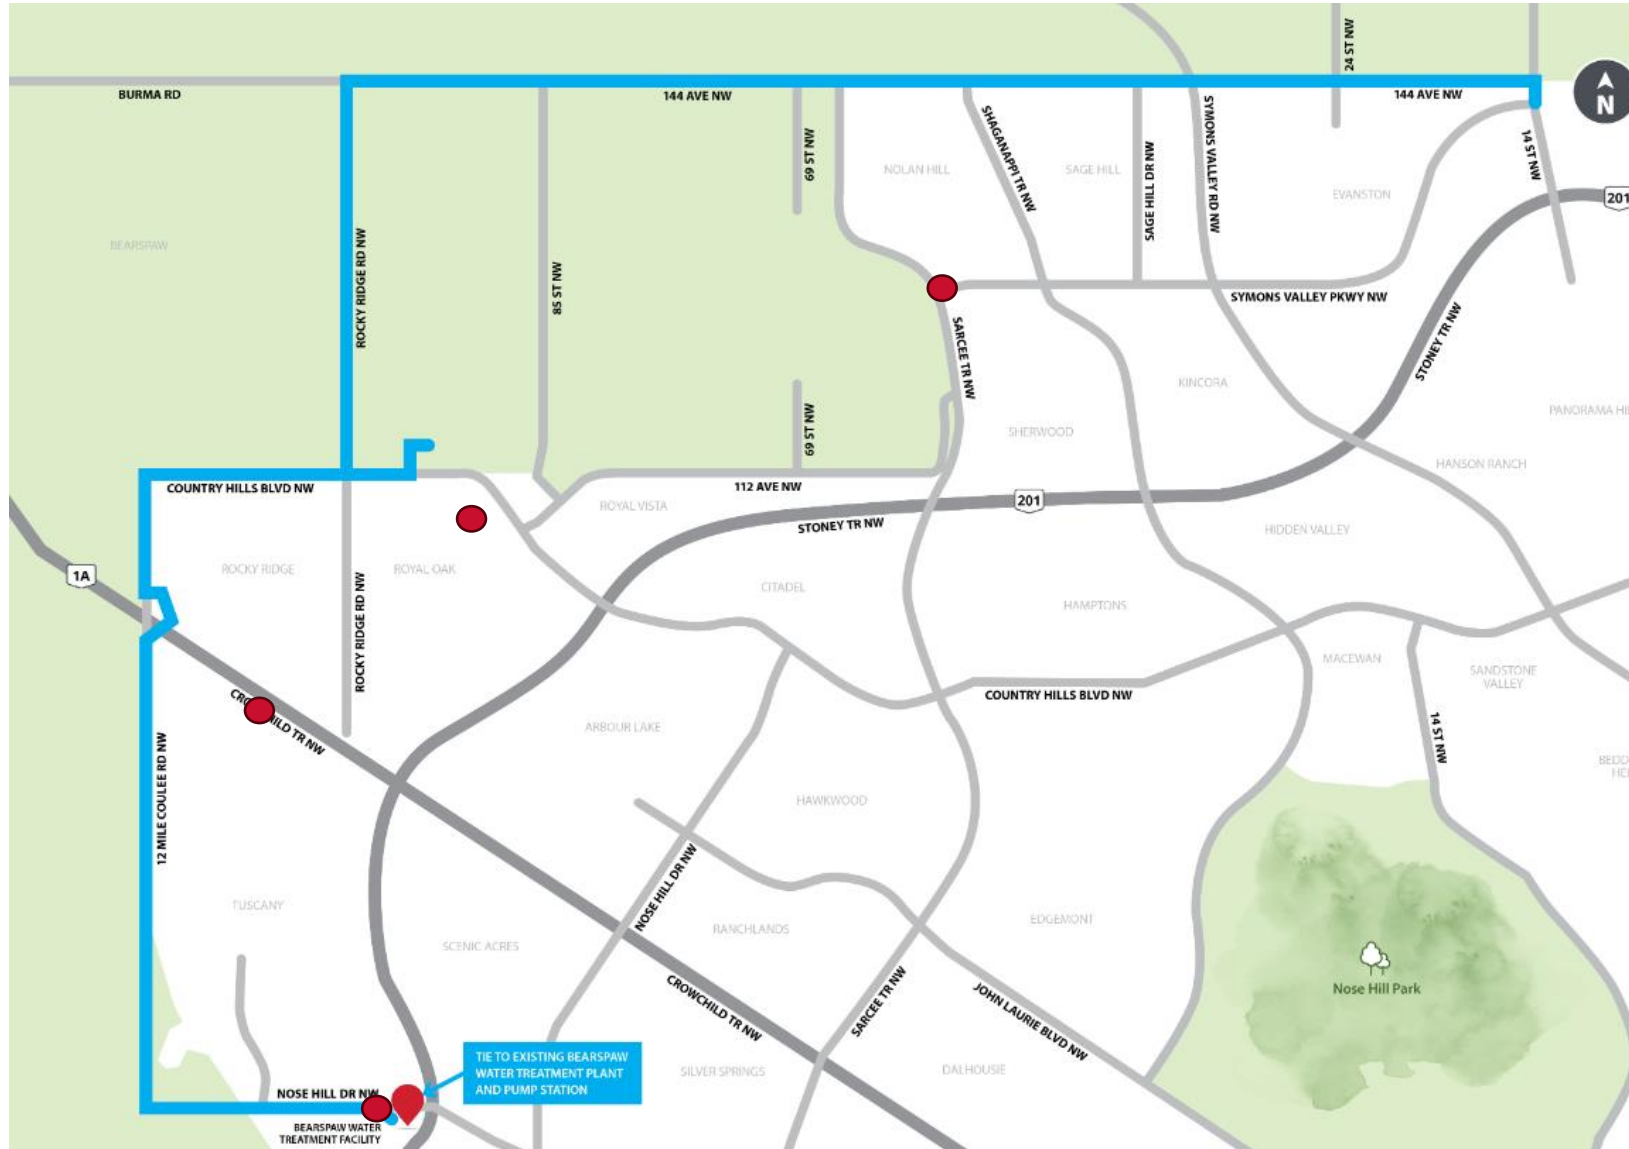 24 ST NW
BURMA RD
144 AVE NW
144 AVE NW
N
SHAGANAPPI TR NW
SYMONS VALLEY RD NW
69 ST NW
14 ST NW
NOLAN HILL
SAGE HILL
SAGE HILL DR NW
EVANSTON
201
BEARSPAW
ROCKY RIDGE RD NW
85 ST NW
SYMONS VALLEY PKWY NW
SARCEE TR NW
STONEY TR NW
KINCORA
PANORAMA HI
69 ST NW
SHERWOOD
HANSON RANCH
COUNTRY HILLS BLVD NW
112 AVE NW
ROYAL VISTA
201
STONEY TR NW
HIDDEN VALLEY
1A
ROCKY RIDGE
ROYAL OAK
CITADEL
HAMPTONS
ROCKY RIDGE RD NW
MACEWAN
SANDSTONE
VALLEY
COUNTRY HILLS BLVD NW
ILD TR NW
ARBOUR LAKE
14 ST NW
BEDD
HE
12 MILE COULEE RD NW
HAWKWOOD
NOSE HILL DR NW
TUSCANY
EDGEMONT
RANCHLANDS
SCENIC ACRES
Nose Hill Park
CROWCHILD TR NW
SARCEE TR NW
JOHN LAURIE BLVD NW
TIE TO EXISTING BEARSPAW
WATER TREATMENT PLANT
AND PUMP STATION
SILVER SPRINGS
DALHOUSIE
NOSE HILL DR NW
BEARSPAW WATER
TREATMENT FACILITY